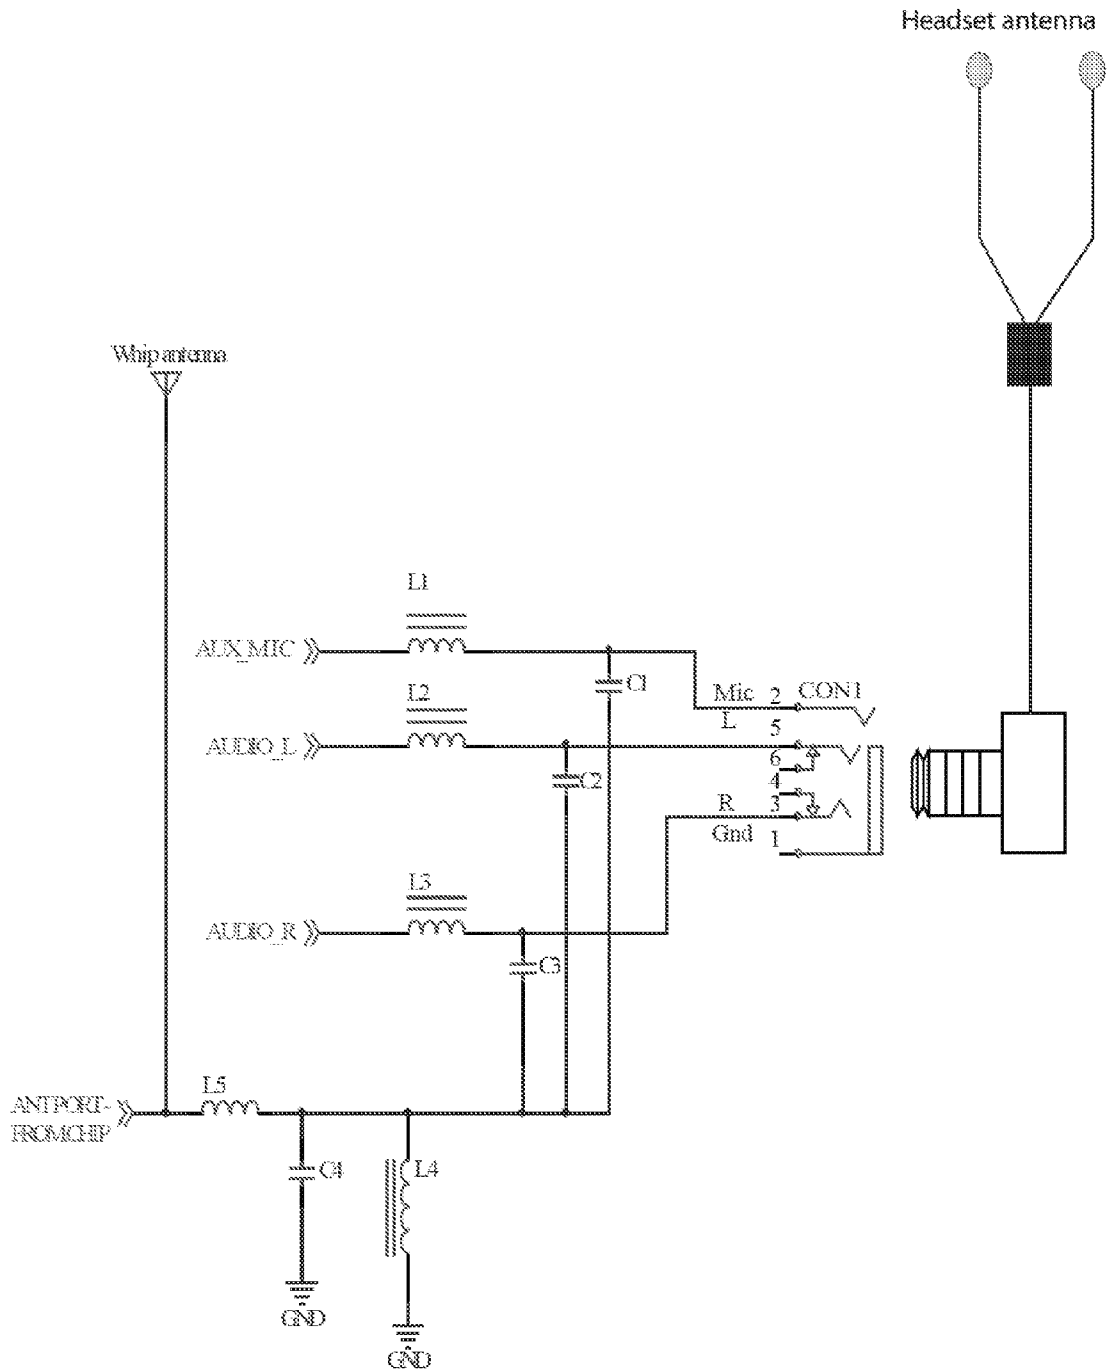 Headset antenna
Whip antenna
L1
AUX_MIC
C1
Mic 2 CON1
L2
L
5
AUDIO_L
6
C2
4
R 3
Gnd 1
L3
AUDIO_R
C3
L5
ANTPORT-
FROMCHIP
C4
L4
GND
GND